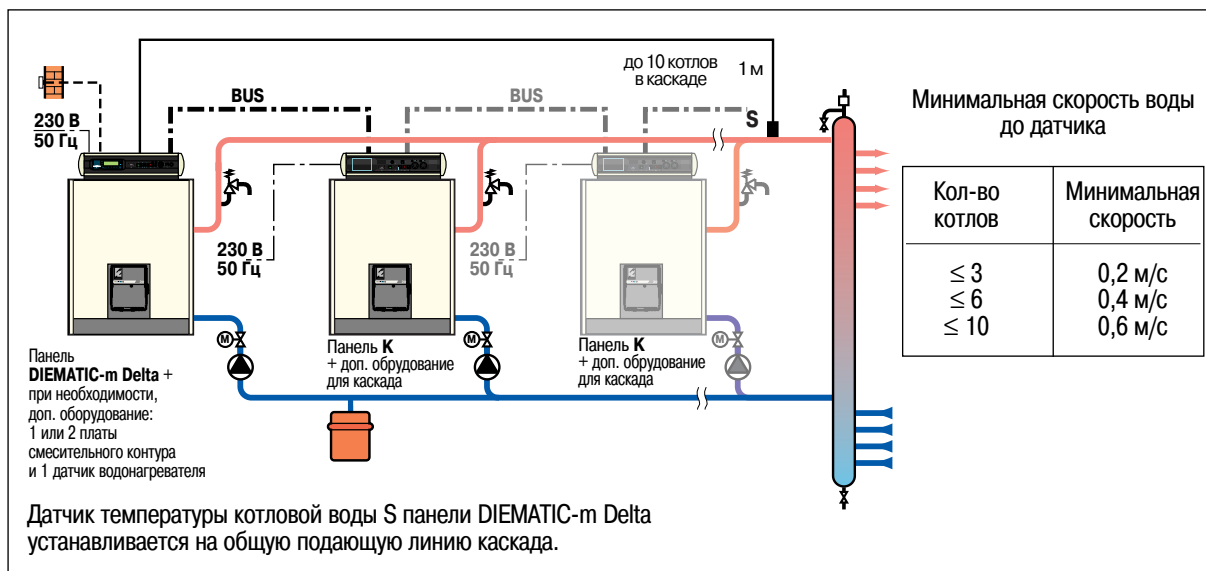 до 10 котлов
в каскаде
1 м
BUS
BUS
S
230 В
50 Гц
230 В
50 Гц
230 В
50 Гц
M
M
M
Панель
DIEMATIC-m Delta +
при необходимости,
доп. оборудование:
1 или 2 платы
смесительного контура
и 1 датчик водонагревателя
Панель K
+ доп. обрудование
для каскада
Панель K
+ доп. обрудование
для каскада
Минимальная скорость воды
до датчика
Кол-во
котлов
Минимальная
скорость
≤ 3 0,2 м/с
≤ 6 0,4 м/с
≤ 10 0,6 м/с
Датчик температуры котловой воды S панели DIEMATIC-m Delta
устанавливается на общую подающую линию каскада.